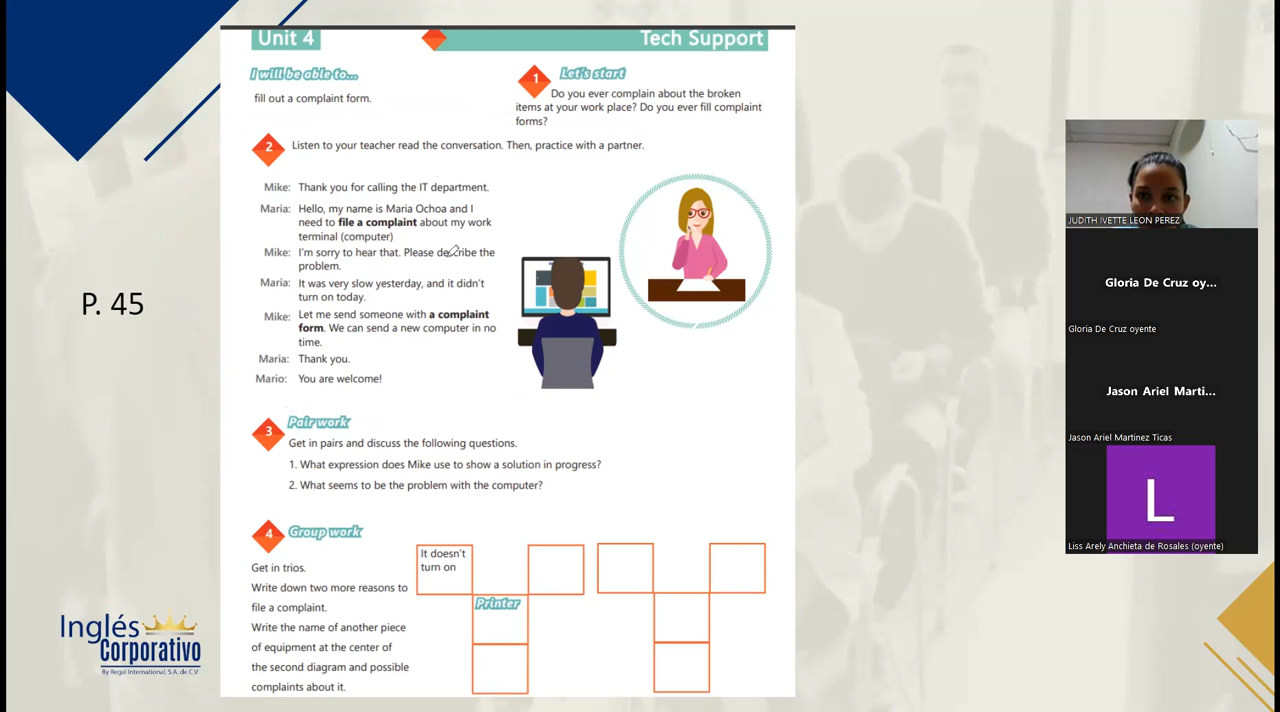 Unit 4
Tech Support
I will be able to...
fill out a complaint form.
1
Let's start
Do you ever complain about the broken
items at your work place? Do you ever fill complaint
forms?
2
Listen to your teacher read the conversation. Then, practice with a partner.
Mike: Thank you for calling the IT department.
Maria: Hello, my name is Maria Ochoa and I
need to file a complaint about my work
terminal (computer)
Mike: I'm sorry to hear that. Please describe the
problem.
Maria: It was very slow yesterday, and it didn't
turn on today.
Mike: Let me send someone with a complaint
form. We can send a new computer in no
time.
Maria: Thank you.
Mario: You are welcome!
3
Pair work
Get in pairs and discuss the following questions.
1. What expression does Mike use to show a solution in progress?
2. What seems to be the problem with the computer?
4
Group work
Get in trios.
Write down two more reasons to
file a complaint.
Write the name of another piece
of equipment at the center of
the second diagram and possible
complaints about it.
It doesn't
turn on
Printer
P. 45
Inglés
Corporativo
By Regal International, S.A. de C.V.
JUDITH IVETTE LEON PEREZ
Gloria De Cruz oy...
Gloria De Cruz oyente
Jason Ariel Marti...
Jason Ariel Martinez Ticas
L
Liss Arely Anchieta de Rosales (oyente)